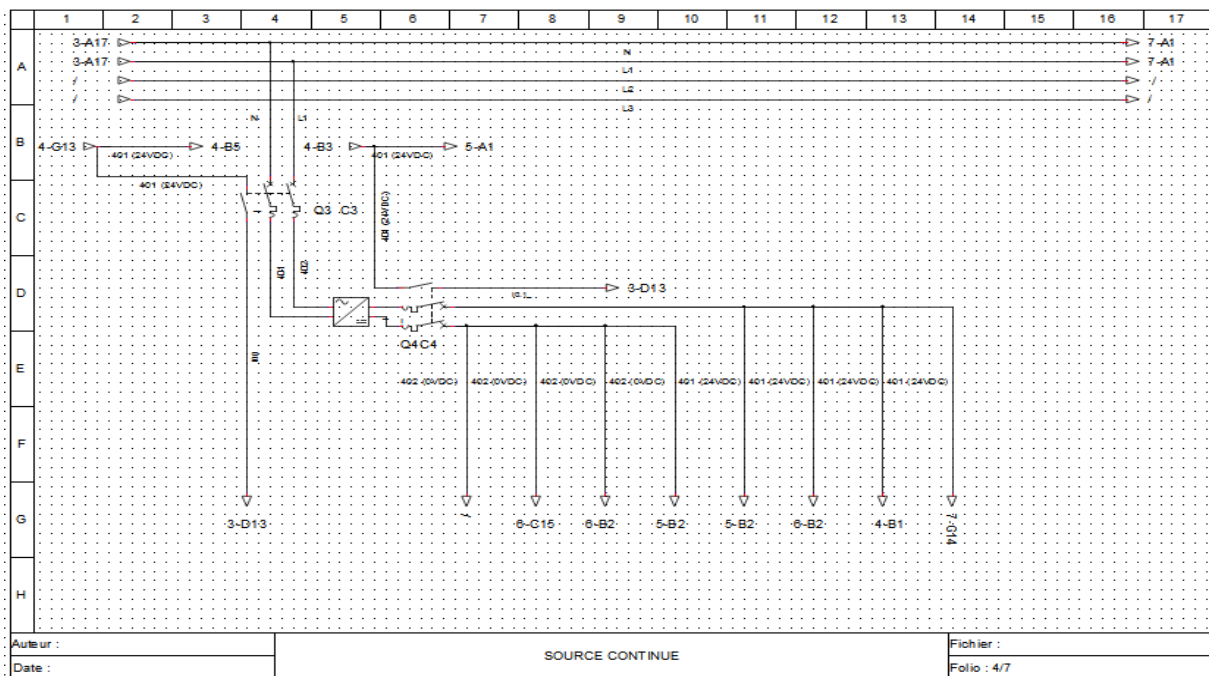 1 2 3 4 5 6 7 8 9 10 11 12 13 14 15 16 17
A
3-A17 7-A1
N
3-A17 7-A1
L1
/ /
L2
/ /
L3
N L1
B
4-G13 4-B5 4-B3 5-A1
401 (24VDC) 401 (24VDC)
401 (24VDC)
C
Q3 C3
401 (24VDC)
401 402
D
3-D13
Q4 C4
E
402 (0VDC) 402 (0VDC) 402 (0VDC) 402 (0VDC) 401 (24VDC) 401 (24VDC) 401 (24VDC) 401 (24VDC)
F
G
3-D13 / 6-C15 6-B2 5-B2 5-B2 6-B2 4-B1 7-G14
H
Auteur :
Date :
SOURCE CONTINUE
Fichier :
Folio : 4/7